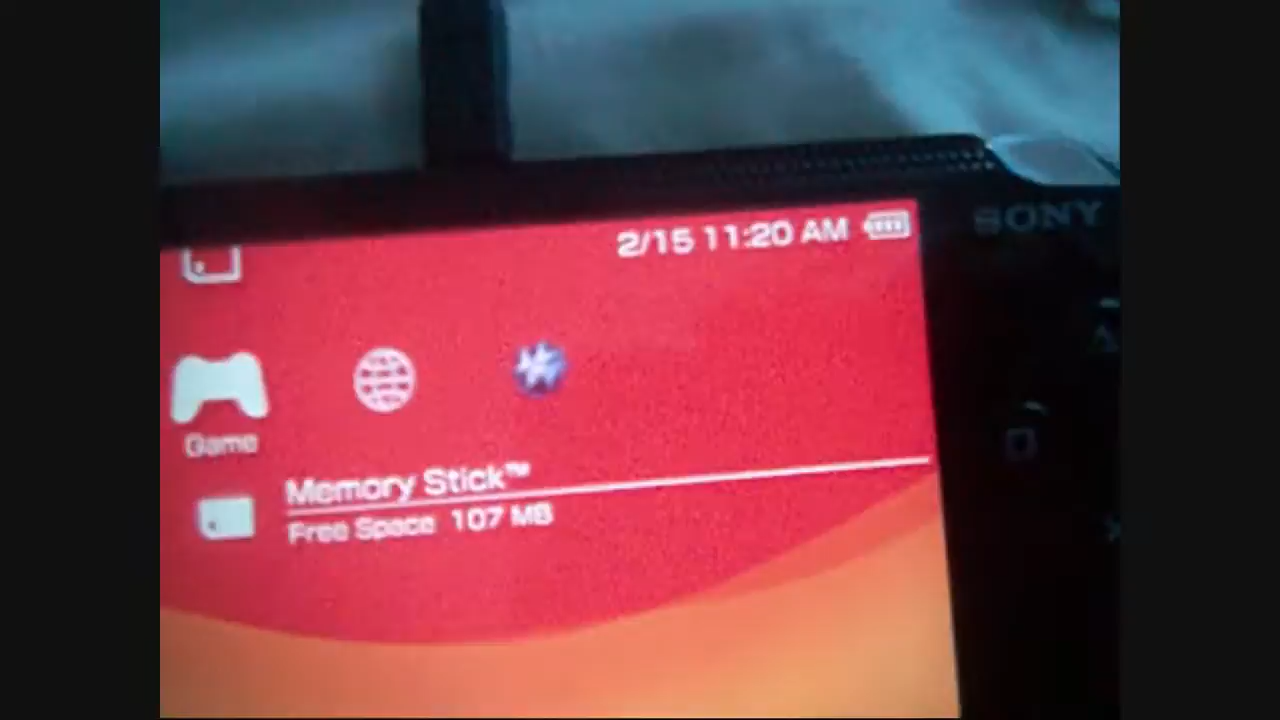 2/15 11:20 AM
SONY
Game
Memory Stick™
Free Space 107 MB